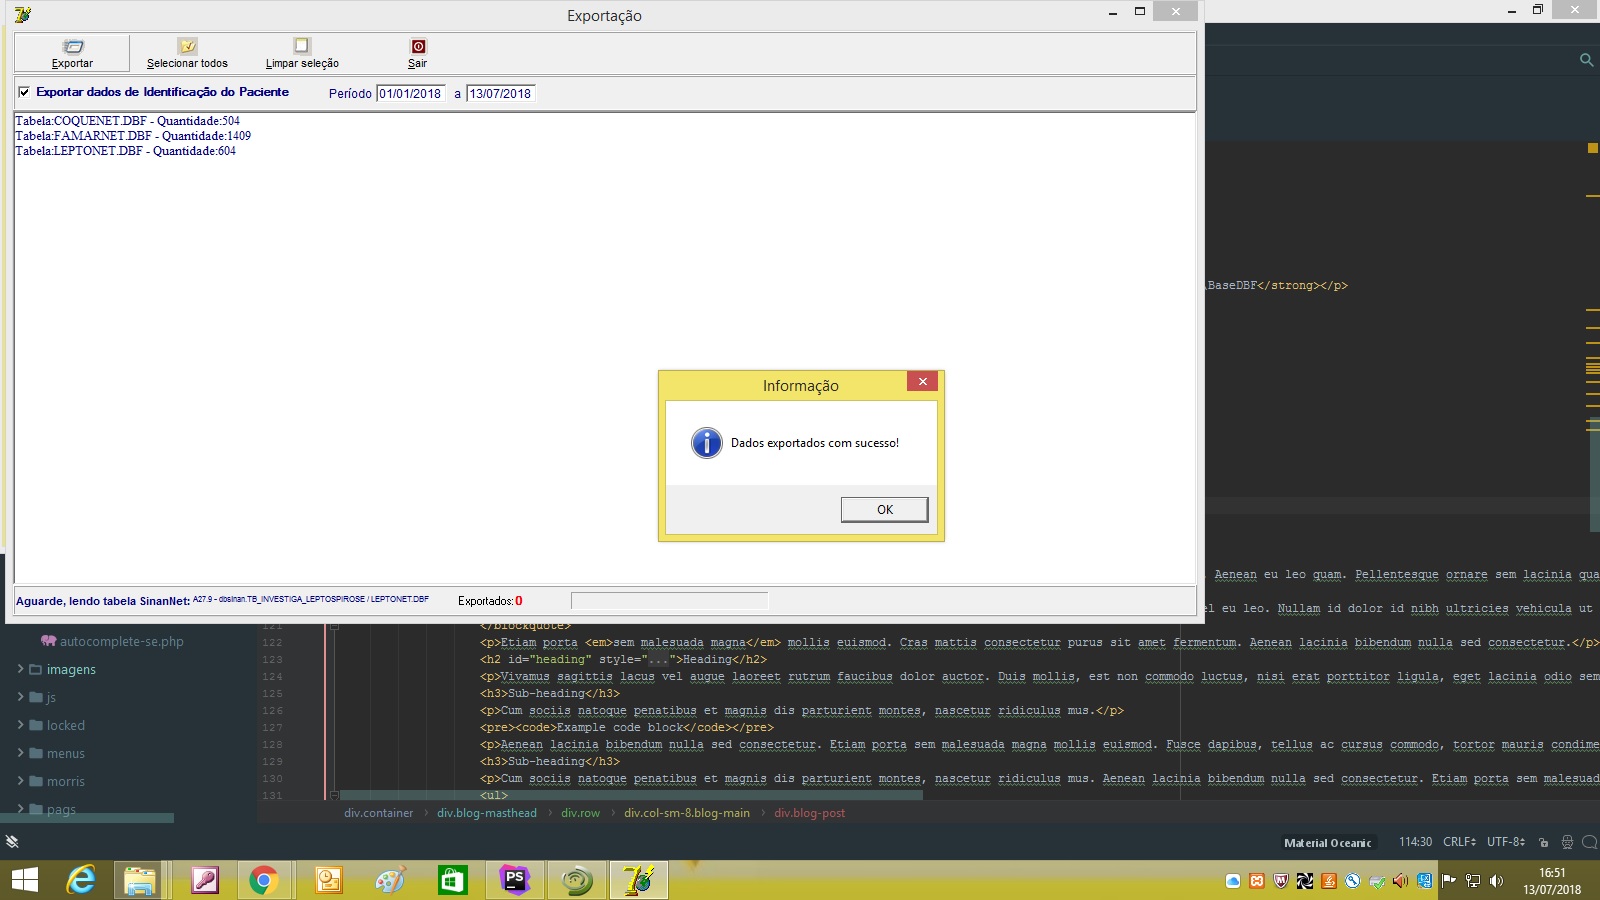 Exportação
Exportar
Selecionar todos
Limpar seleção
Sair
Exportar dados de Identificação do Paciente
Período 01/01/2018 a 13/07/2018
Tabela:COQUENET.DBF - Quantidade:504
Tabela:FAMARNET.DBF - Quantidade:1409
Tabela:LEPTONET.DBF - Quantidade:604
\BaseDBF</strong></p>
Informação
Dados exportados com sucesso!
OK
Aenean eu leo quam. Pellentesque ornare sem lacinia qua
el eu leo. Nullam id dolor id nibh ultricies vehicula ut
Aguarde, lendo tabela SinanNet: A27.9 - dbsinan.TB_INVESTIGA_LEPTOSPIROSE / LEPTONET.DBF Exportados:0
121 </blockquote>
122 <p>Etiam porta <em>sem malesuada magna</em> mollis euismod. Cras mattis consectetur purus sit amet fermentum. Aenean lacinia bibendum nulla sed consectetur.</p>
123 <h2 id="heading" style="...">Heading</h2>
124 <p>Vivamus sagittis lacus vel augue laoreet rutrum faucibus dolor auctor. Duis mollis, est non commodo luctus, nisi erat porttitor ligula, eget lacinia odio sem
125 <h3>Sub-heading</h3>
126 <p>Cum sociis natoque penatibus et magnis dis parturient montes, nascetur ridiculus mus.</p>
127 <pre><code>Example code block</code></pre>
128 <p>Aenean lacinia bibendum nulla sed consectetur. Etiam porta sem malesuada magna mollis euismod. Fusce dapibus, tellus ac cursus commodo, tortor mauris condime
129 <h3>Sub-heading</h3>
130 <p>Cum sociis natoque penatibus et magnis dis parturient montes, nascetur ridiculus mus. Aenean lacinia bibendum nulla sed consectetur. Etiam porta sem malesuad
131 <ul>
autocomplete-se.php
imagens
js
locked
menus
morris
pags
div.container
div.blog-masthead
div.row
div.col-sm-8.blog-main
div.blog-post
Material Oceanic
114:30
CRLF
UTF-8
PS
16:51
13/07/2018